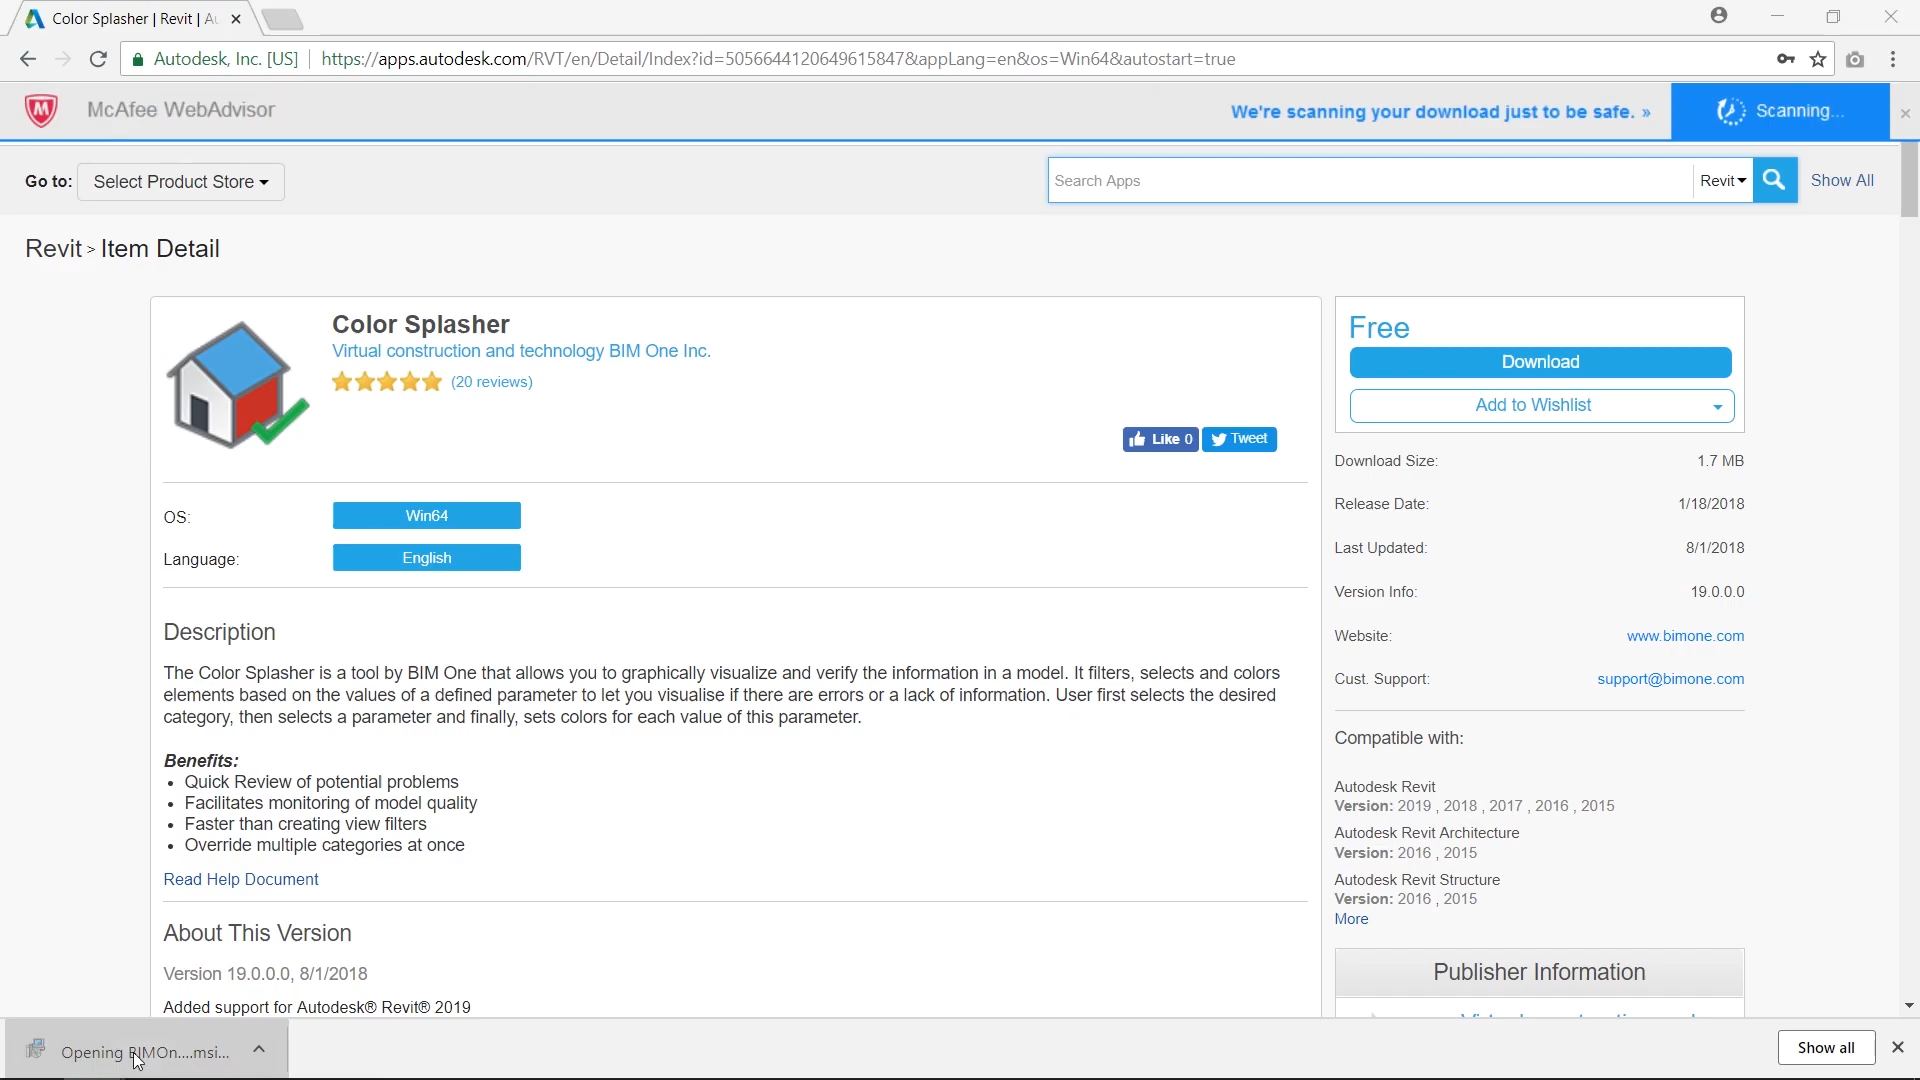 Color Splasher | Revit | Au
Autodesk, Inc. [US] https://apps.autodesk.com/RVT/en/Detail/Index?id=5056644120649615847&appLang=en&os=Win64&autostart=true
McAfee WebAdvisor
We're scanning your download just to be safe. »
Scanning...
Go to: Select Product Store
Search Apps
Revit
Show All
Revit > Item Detail
Color Splasher
Virtual construction and technology BIM One Inc.
(20 reviews)
Like 0
Tweet
OS: Win64
Language: English
Description
The Color Splasher is a tool by BIM One that allows you to graphically visualize and verify the information in a model. It filters, selects and colors
elements based on the values of a defined parameter to let you visualise if there are errors or a lack of information. User first selects the desired
category, then selects a parameter and finally, sets colors for each value of this parameter.
Benefits:
• Quick Review of potential problems
• Facilitates monitoring of model quality
• Faster than creating view filters
• Override multiple categories at once
Read Help Document
About This Version
Version 19.0.0.0, 8/1/2018
Added support for Autodesk® Revit® 2019
Free
Download
Add to Wishlist
Download Size: 1.7 MB
Release Date: 1/18/2018
Last Updated: 8/1/2018
Version Info: 19.0.0.0
Website: www.bimone.com
Cust. Support: support@bimone.com
Compatible with:
Autodesk Revit
Version: 2019 , 2018 , 2017 , 2016 , 2015
Autodesk Revit Architecture
Version: 2016 , 2015
Autodesk Revit Structure
Version: 2016 , 2015
More
Publisher Information
Opening BIMOn....msi...
Show all